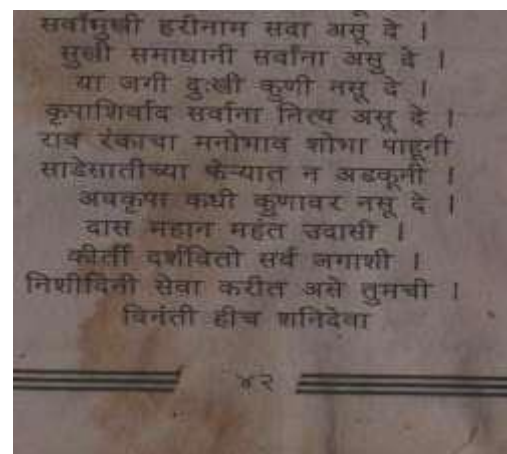 सर्वांमुखी हरीनाम सदा असू दे ।
सुखी समाधानी सर्वांना असु दे ।
या जगी दुःखी कुणी नसू दे ।
कृपाशिर्वाद सर्वाना नित्य असू दे ।
राव रंकाचा मनोभाव शोभा पाहूनी
साडेसातीच्या फेऱ्यात न अडकूनी ।
अवकृपा कधी कुणावर नसू दे ।
दास महान महंत उदासी ।
कीर्ती दर्शवितो सर्व जगाशी ।
निशीदिनी सेवा करीत असे तुमची ।
विनंती हीच शनिदेवा
४२